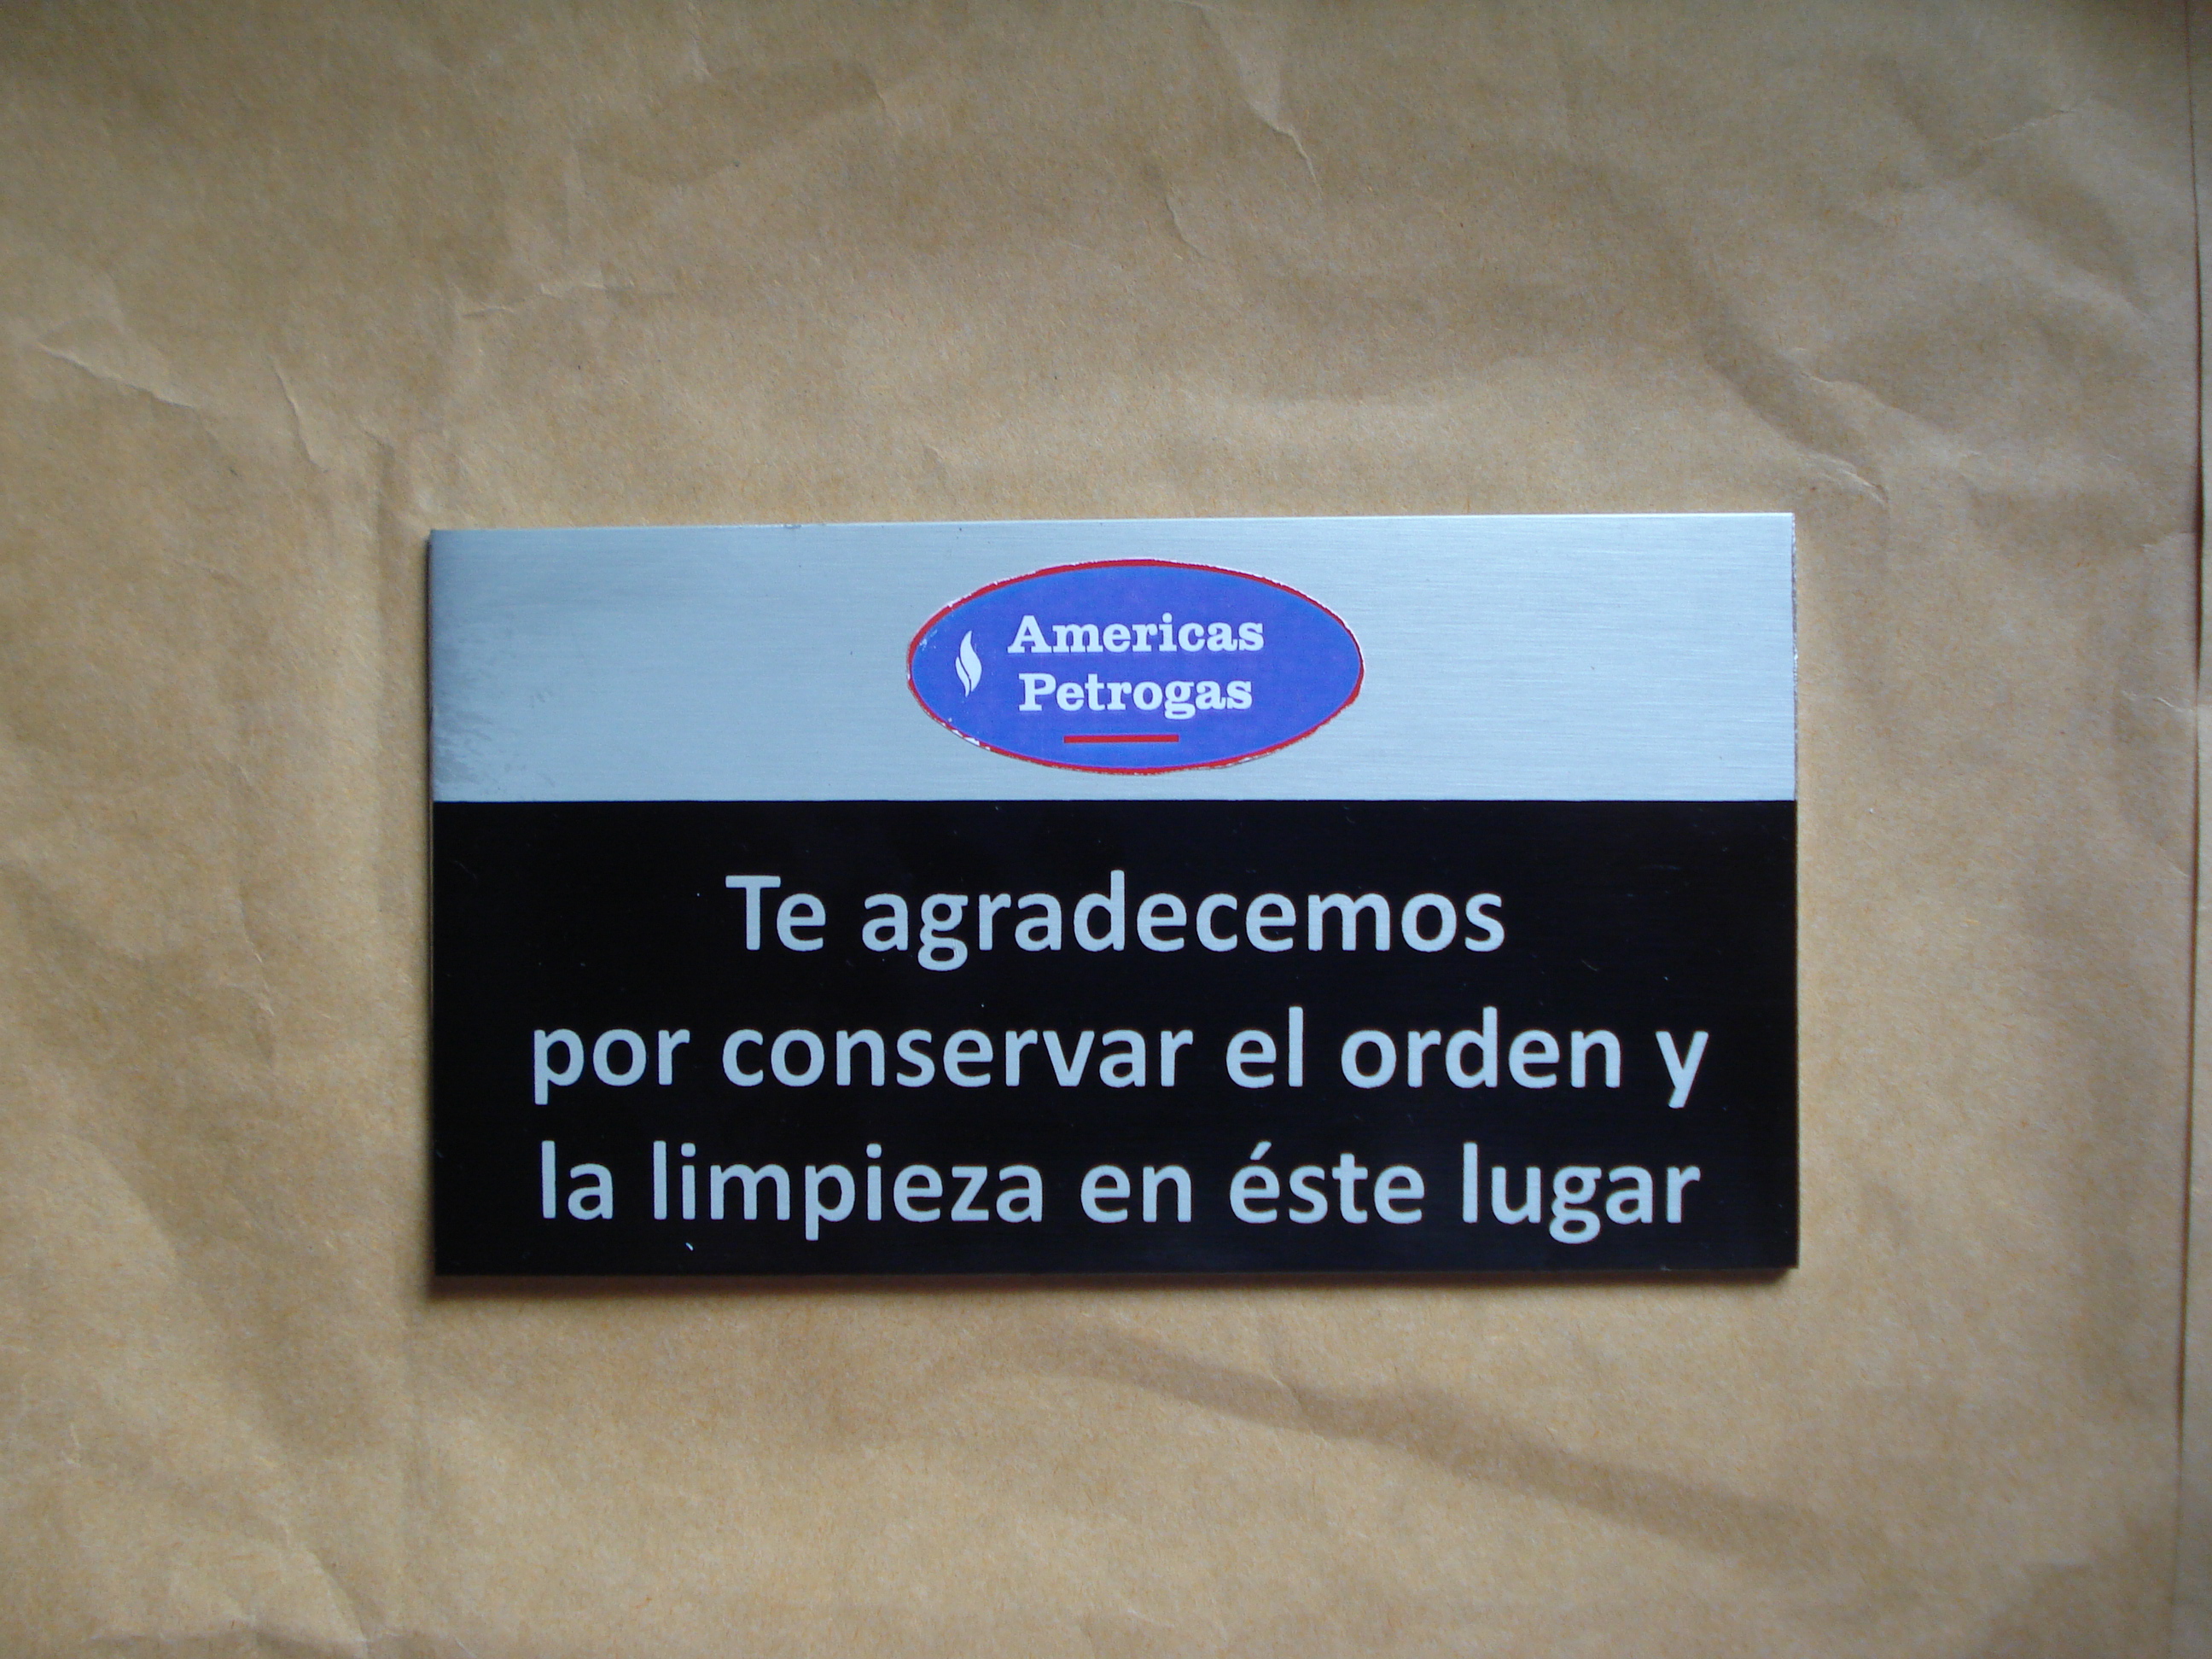 Americas
Petrogas
Te agradecemos
por conservar el orden y
la limpieza en éste lugar